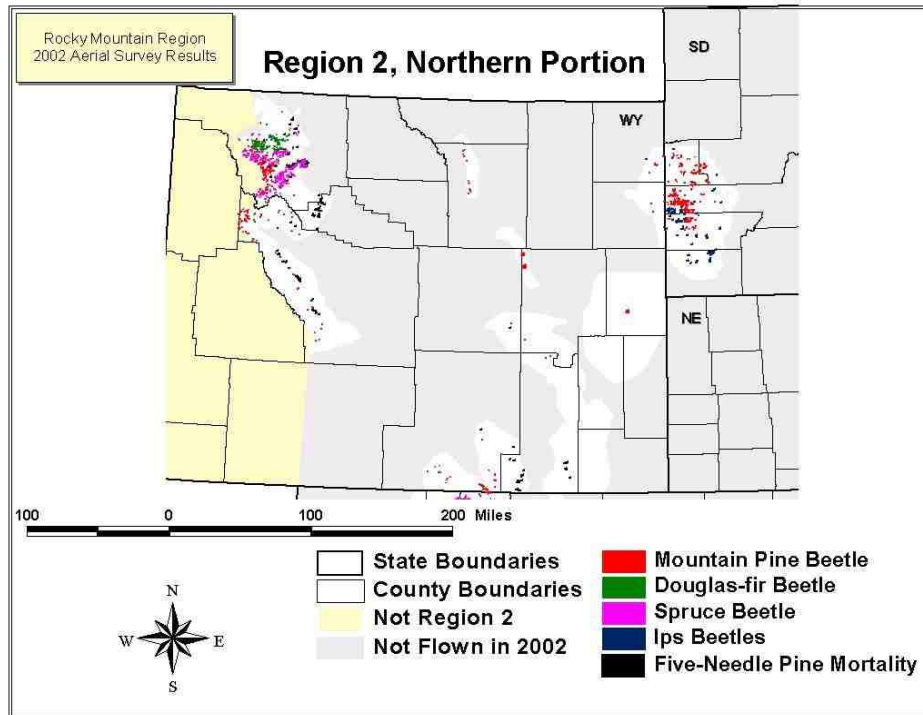 Rocky Mountain Region
2002 Aerial Survey Results
Region 2, Northern Portion
SD
WY
NE
100 0 100 200 Miles
State Boundaries
County Boundaries
Not Region 2
Not Flown in 2002
Mountain Pine Beetle
Douglas-fir Beetle
Spruce Beetle
Ips Beetles
Five-Needle Pine Mortality
N
W E
S